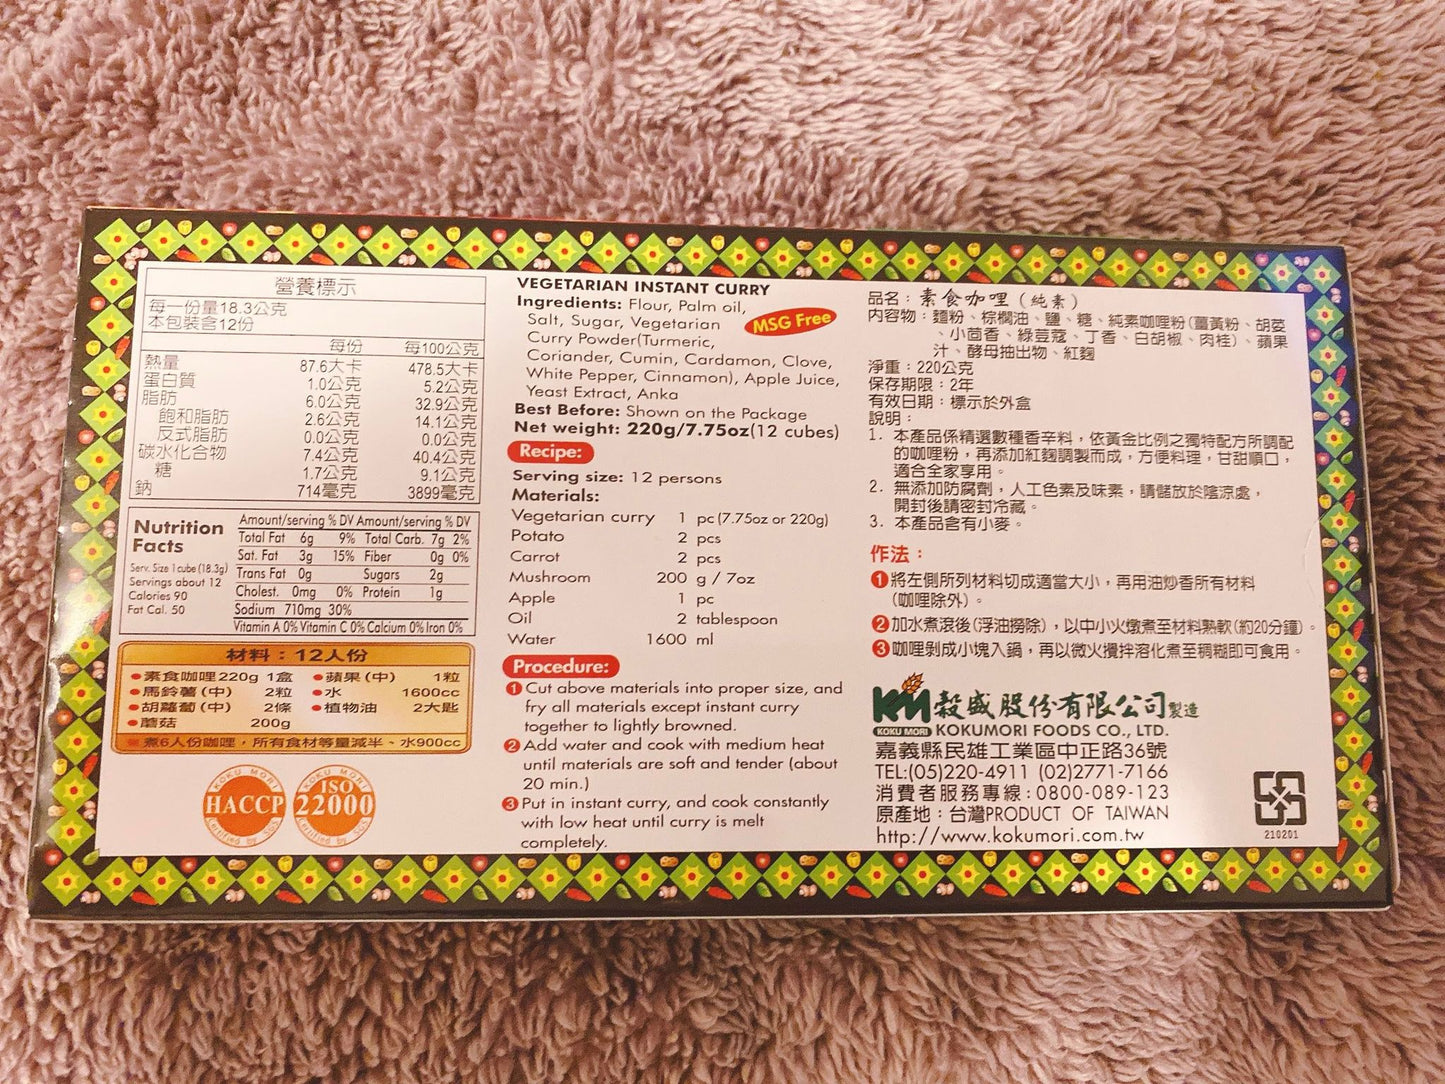 營養標示
每一份量18.3公克
本包裝含12份
每份 每100公克
熱量 87.6大卡 478.5大卡
蛋白質 1.0公克 5.2公克
脂肪 6.0公克 32.9公克
飽和脂肪 2.6公克 14.1公克
反式脂肪 0.0公克 0.0公克
碳水化合物 7.4公克 40.4公克
糖 1.7公克 9.1公克
鈉 714毫克 3899毫克
Nutrition Facts
Serv. Size 1cube (18.3g)
Servings about 12
Calories 90
Fat Cal. 50
Amount/serving % DV Amount/serving % DV
Total Fat 6g 9% Total Carb. 7g 2%
Sat. Fat 3g 15% Fiber 0g 0%
Trans Fat 0g Sugars 2g
Cholest. 0mg 0% Protein 1g
Sodium 710mg 30%
Vitamin A 0% Vitamin C 0% Calcium 0% Iron 0%
材料：12人份
●素食咖哩220g 1盒 ●蘋果(中) 1粒
●馬鈴薯(中) 2粒 ●水 1600cc
●胡蘿蔔(中) 2條 ●植物油 2大匙
●蘑菇 200g
●煮6人份咖哩，所有食材等量減半、水900cc
KOKU MORI
HACCP
Certified by SGS
KOKU MORI
ISO
22000
Certified by SGS
VEGETARIAN INSTANT CURRY
Ingredients: Flour, Palm oil,
Salt, Sugar, Vegetarian
Curry Powder(Turmeric,
Coriander, Cumin, Cardamon, Clove,
White Pepper, Cinnamon), Apple Juice,
Yeast Extract, Anka
MSG Free
Best Before: Shown on the Package
Net weight: 220g/7.75oz(12 cubes)
Recipe:
Serving size: 12 persons
Materials:
Vegetarian curry 1 pc (7.75oz or 220g)
Potato 2 pcs
Carrot 2 pcs
Mushroom 200 g / 7oz
Apple 1 pc
Oil 2 tablespoon
Water 1600 ml
Procedure:
1 Cut above materials into proper size, and
fry all materials except instant curry
together to lightly browned.
2 Add water and cook with medium heat
until materials are soft and tender (about
20 min.)
3 Put in instant curry, and cook constantly
with low heat until curry is melt
completely.
品名：素食咖哩(純素)
內容物：麵粉、棕櫚油、鹽、糖、純素咖哩粉(薑黃粉、胡荽
、小茴香、綠荳蔻、丁香、白胡椒、肉桂)、蘋果
汁、酵母抽出物、紅麴
淨重：220公克
保存期限：2年
有效日期：標示於外盒
說明：
1. 本產品係精選數種香辛料，依黃金比例之獨特配方所調配
的咖哩粉，再添加紅麴調製而成，方便料理，甘甜順口，
適合全家享用。
2. 無添加防腐劑，人工色素及味素，請儲放於陰涼處，
開封後請密封冷藏。
3. 本產品含有小麥。
作法：
1 將左側所列材料切成適當大小，再用油炒香所有材料
(咖哩除外)。
2 加水煮滾後(浮油撈除)，以中小火燉煮至材料熟軟(約20分鐘)。
3 咖哩剝成小塊入鍋，再以微火攪拌溶化煮至稠糊即可食用。
KM
KOKU MORI
穀盛股份有限公司製造
KOKUMORI FOODS CO., LTD.
嘉義縣民雄工業區中正路36號
TEL:(05)220-4911 (02)2771-7166
消費者服務專線：0800-089-123
原產地：台灣PRODUCT OF TAIWAN
http://www.kokumori.com.tw
210201